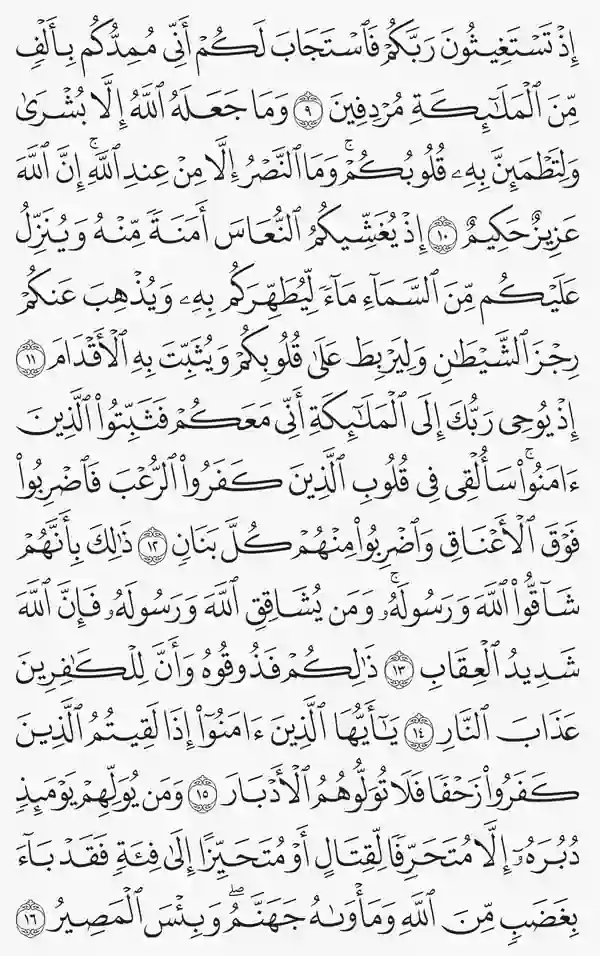 إِذْ تَسْتَغِيثُونَ رَبَّكُمْ فَٱسْتَجَابَ لَكُمْ أَنِّى مُمِدُّكُم بِأَلْفٍ
مِّنَ ٱلْمَلَـٰٓئِكَةِ مُرْدِفِينَ ٩ وَمَا جَعَلَهُ ٱللَّهُ إِلَّا بُشْرَىٰ
وَلِتَطْمَئِنَّ بِهِۦ قُلُوبُكُمْ ۚ وَمَا ٱلنَّصْرُ إِلَّا مِنْ عِندِ ٱللَّهِ ۚ إِنَّ ٱللَّهَ
عَزِيزٌ حَكِيمٌ ١٠ إِذْ يُغَشِّيكُمُ ٱلنُّعَاسَ أَمَنَةً مِّنْهُ وَيُنَزِّلُ
عَلَيْكُم مِّنَ ٱلسَّمَآءِ مَآءً لِّيُطَهِّرَكُم بِهِۦ وَيُذْهِبَ عَنكُمْ
رِجْزَ ٱلشَّيْطَـٰنِ وَلِيَرْبِطَ عَلَىٰ قُلُوبِكُمْ وَيُثَبِّتَ بِهِ ٱلْأَقْدَامَ ١١
إِذْ يُوحِى رَبُّكَ إِلَى ٱلْمَلَـٰٓئِكَةِ أَنِّى مَعَكُمْ فَثَبِّتُوا۟ ٱلَّذِينَ
ءَامَنُوا۟ ۚ سَأُلْقِى فِى قُلُوبِ ٱلَّذِينَ كَفَرُوا۟ ٱلرُّعْبَ فَٱضْرِبُوا۟
فَوْقَ ٱلْأَعْنَاقِ وَٱضْرِبُوا۟ مِنْهُمْ كُلَّ بَنَانٍ ١٢ ذَٰلِكَ بِأَنَّهُمْ
شَآقُّوا۟ ٱللَّهَ وَرَسُولَهُۥ ۚ وَمَن يُشَاقِقِ ٱللَّهَ وَرَسُولَهُۥ فَإِنَّ ٱللَّهَ
شَدِيدُ ٱلْعِقَابِ ١٣ ذَٰلِكُمْ فَذُوقُوهُ وَأَنَّ لِلْكَـٰفِرِينَ
عَذَابَ ٱلنَّارِ ١٤ يَـٰٓأَيُّهَا ٱلَّذِينَ ءَامَنُوٓا۟ إِذَا لَقِيتُمُ ٱلَّذِينَ
كَفَرُوا۟ زَحْفًا فَلَا تُوَلُّوهُمُ ٱلْأَدْبَارَ ١٥ وَمَن يُوَلِّهِمْ يَوْمَئِذٍ
دُبُرَهُۥٓ إِلَّا مُتَحَرِّفًا لِّقِتَالٍ أَوْ مُتَحَيِّزًا إِلَىٰ فِئَةٍ فَقَدْ بَآءَ
بِغَضَبٍ مِّنَ ٱللَّهِ وَمَأْوَىٰهُ جَهَنَّمُ ۖ وَبِئْسَ ٱلْمَصِيرُ ١٦